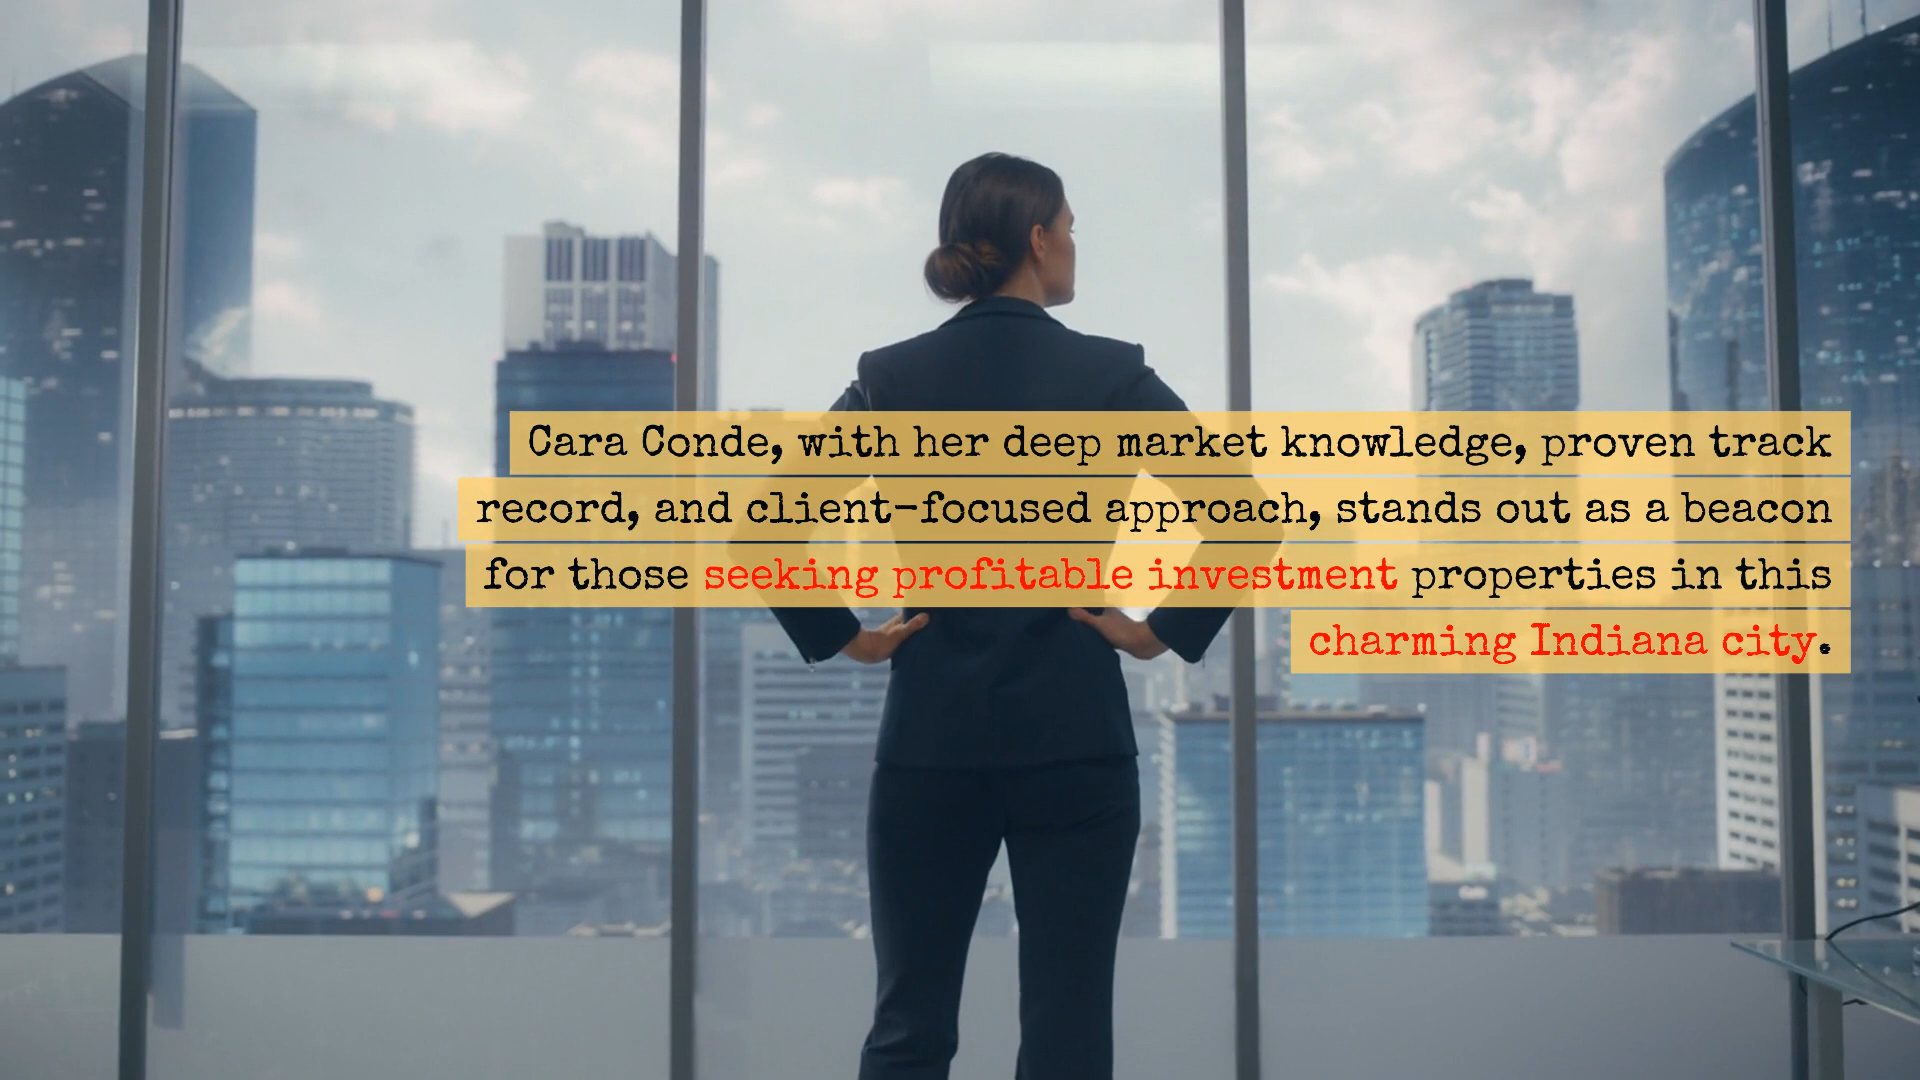 Cara Conde, with her deep market knowledge, proven track
record, and client-focused approach, stands out as a beacon
for those seeking profitable investment properties in this
charming Indiana city.